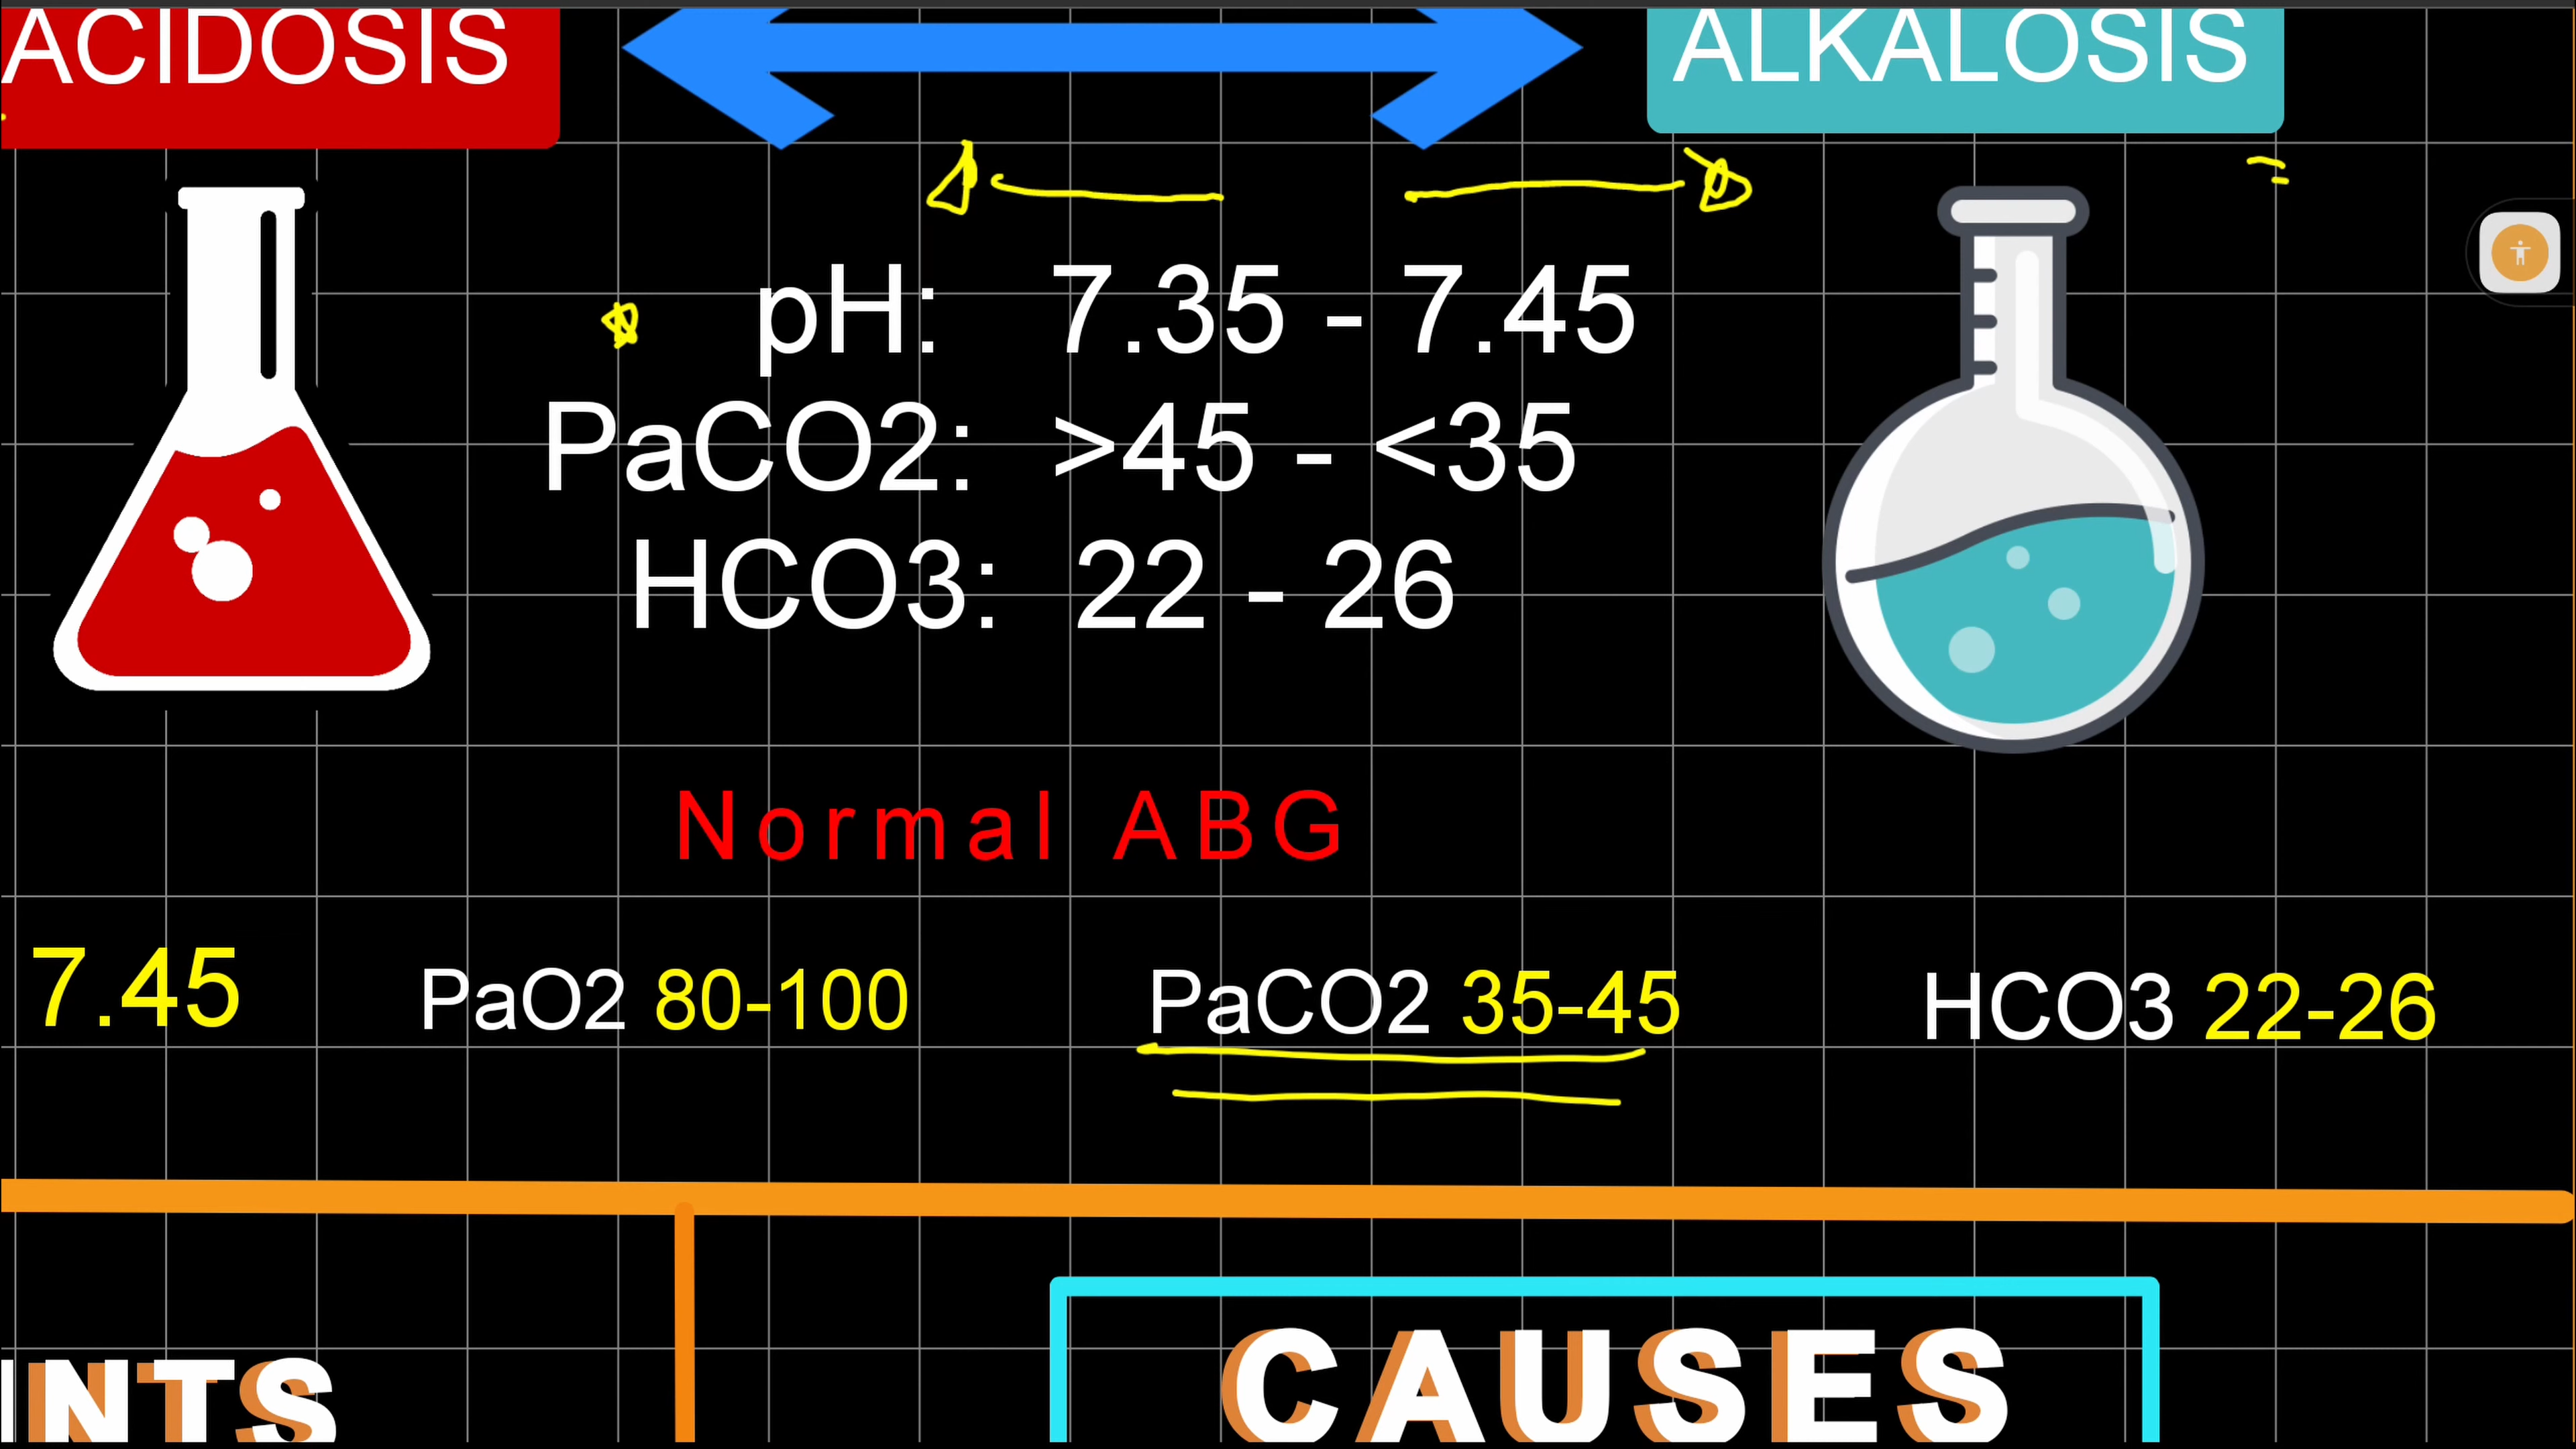 ACIDOSIS
ALKALOSIS
pH: 7.35 - 7.45
PaCO2: >45 - <35
HCO3: 22 - 26
Normal ABG
7.45 PaO2 80-100 PaCO2 35-45 HCO3 22-26
INTS
CAUSES